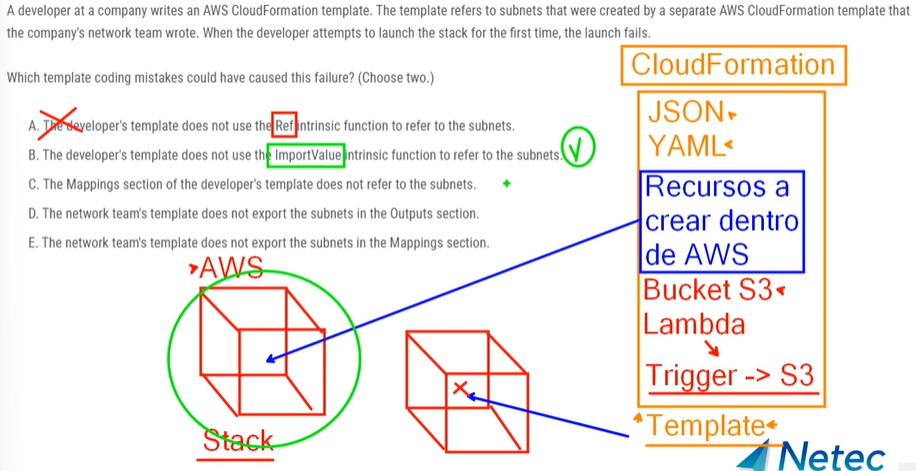 A developer at a company writes an AWS CloudFormation template. The template refers to subnets that were created by a separate AWS CloudFormation template that
the company's network team wrote. When the developer attempts to launch the stack for the first time, the launch fails.
Which template coding mistakes could have caused this failure? (Choose two.)
A. The developer's template does not use the Ref intrinsic function to refer to the subnets.
B. The developer's template does not use the ImportValue intrinsic function to refer to the subnets.
C. The Mappings section of the developer's template does not refer to the subnets.
D. The network team's template does not export the subnets in the Outputs section.
E. The network team's template does not export the subnets in the Mappings section.
CloudFormation
JSON
YAML
Recursos a
crear dentro
de AWS
Bucket S3
Lambda
Trigger -> S3
Template
AWS
Stack
Netec